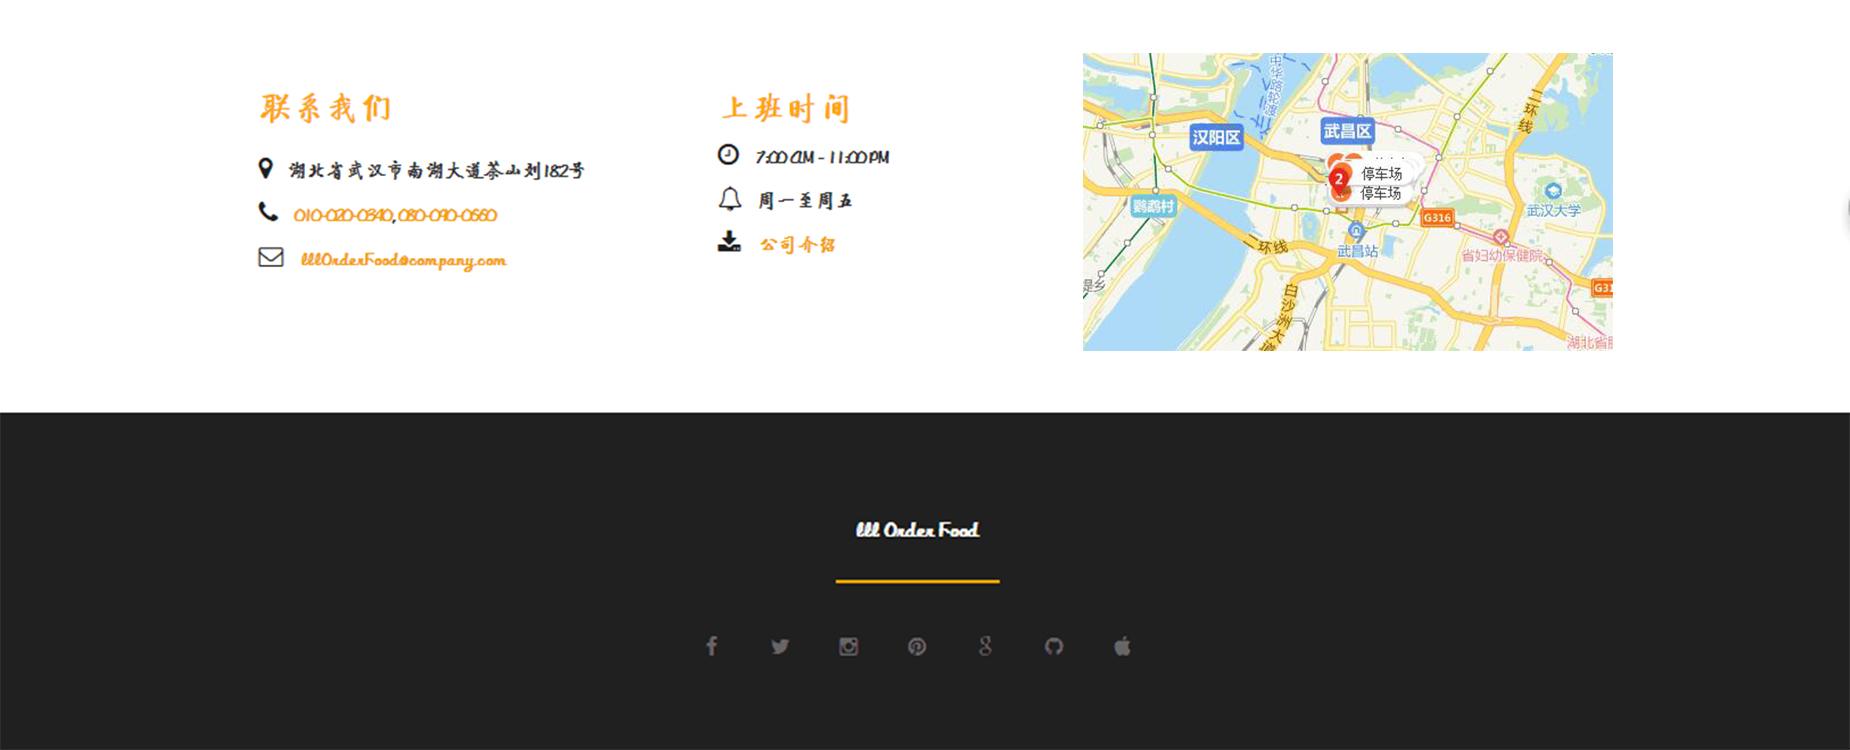 联系我们
湖北省武汉市南湖大道茶山刘182号
010-020-0340, 080-090-0660
lllOrderFood@company.com
上班时间
7:00 AM - 11:00 PM
周一至周五
公司介绍
中华路轮渡
二环线
汉阳区
武昌区
停车场
2
停车场
鹦鹉村
武汉大学
G316
二环线
武昌站
省妇幼保健院
堤乡
白沙洲大道
G31
湖北省
lll Order Food